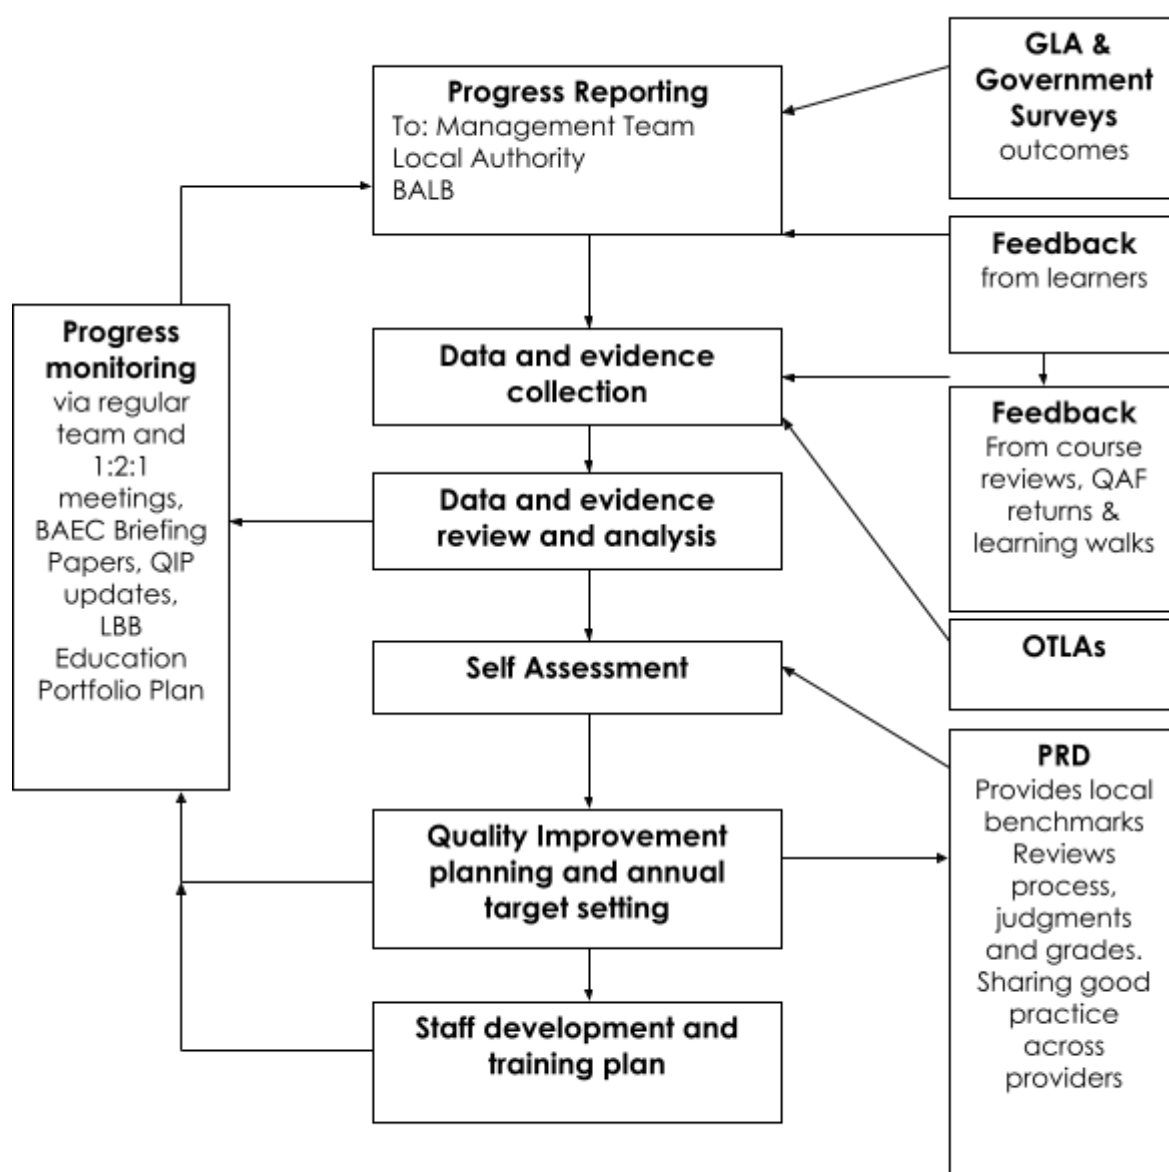 GLA &
Government
Surveys
outcomes
Progress Reporting
To: Management Team
Local Authority
BALB
Feedback
from learners
Progress
monitoring
via regular
team and
1:2:1
meetings,
BAEC Briefing
Papers, QIP
updates,
LBB
Education
Portfolio Plan
Data and evidence
collection
Feedback
From course
reviews, QAF
returns &
learning walks
Data and evidence
review and analysis
OTLAs
Self Assessment
PRD
Provides local
benchmarks
Reviews
process,
judgments
and grades.
Sharing good
practice
across
providers
Quality Improvement
planning and annual
target setting
Staff development and
training plan